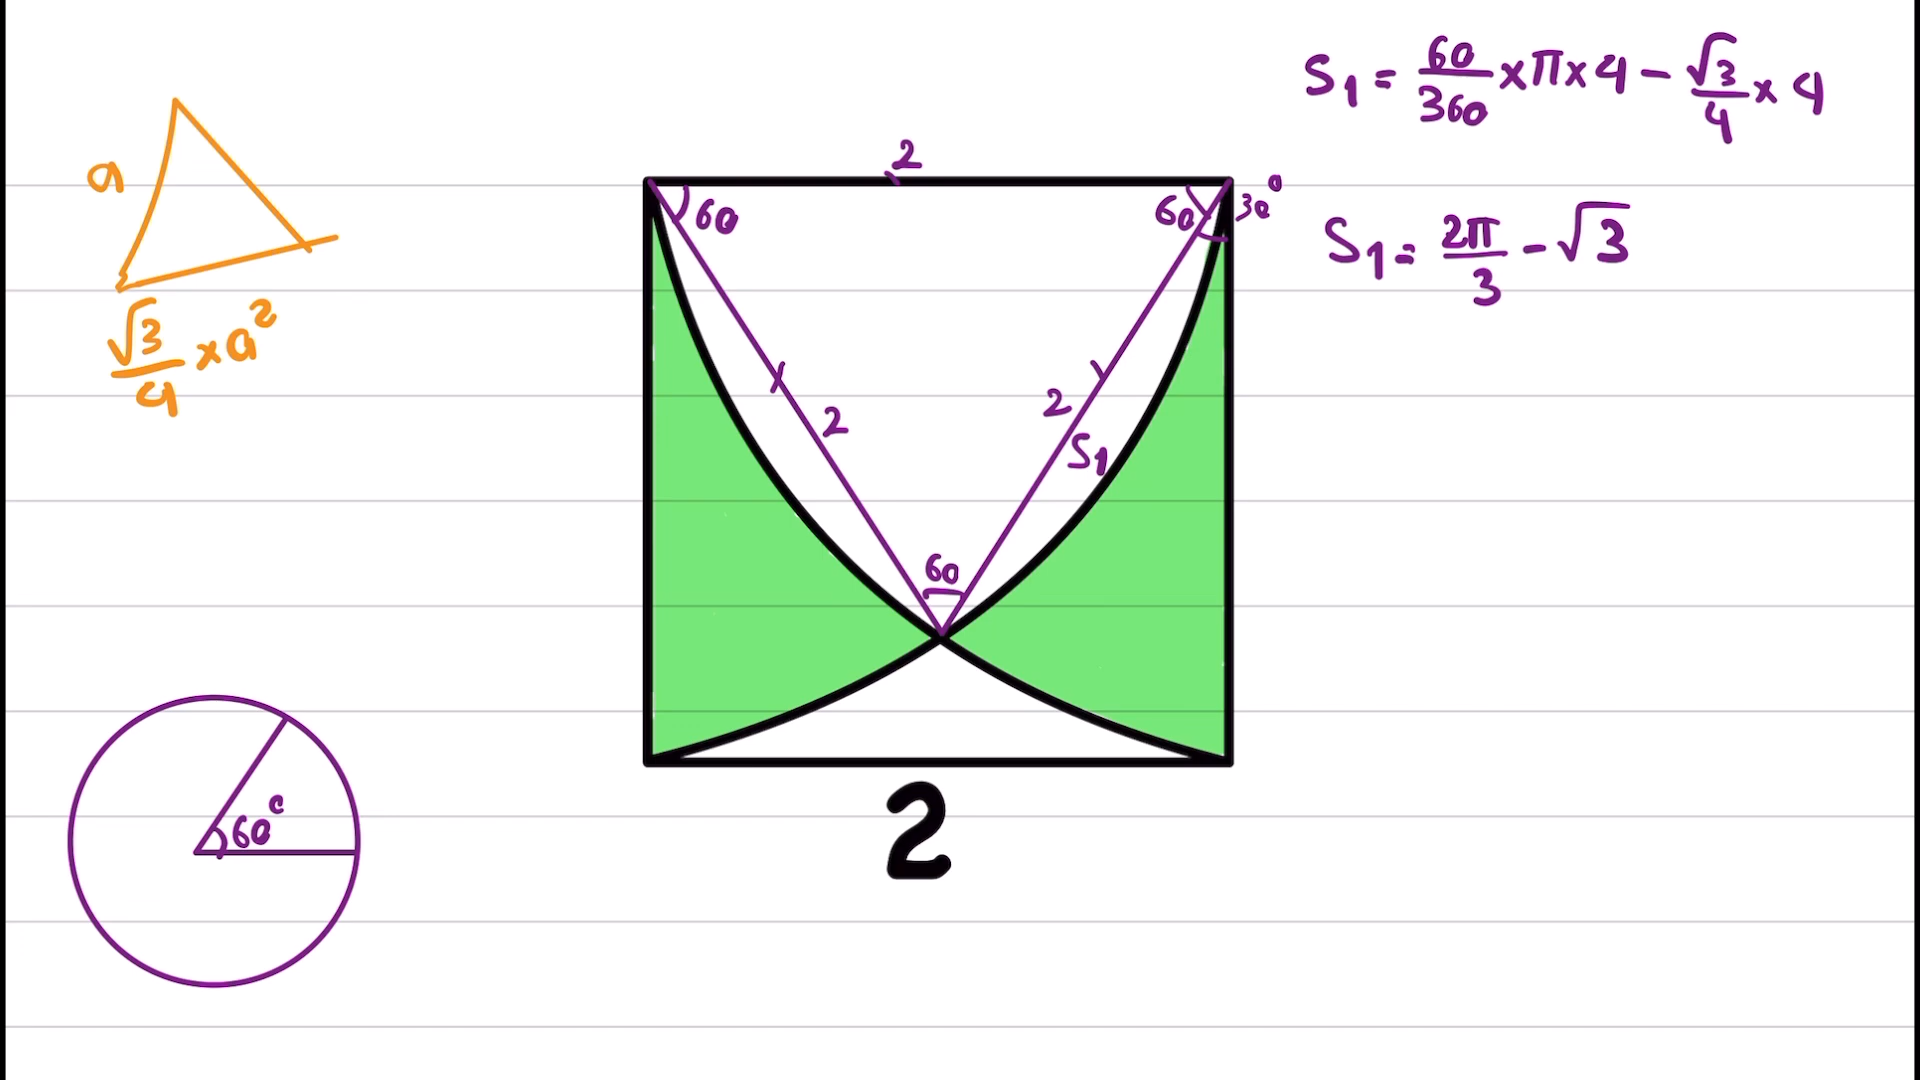 S₁ = 60/360 × π × 4 − √3/4 × 4
2
a
60
60
30°
S₁ = 2π/3 − √3
√3/4 × a²
2
2
S₁
60
60°
2